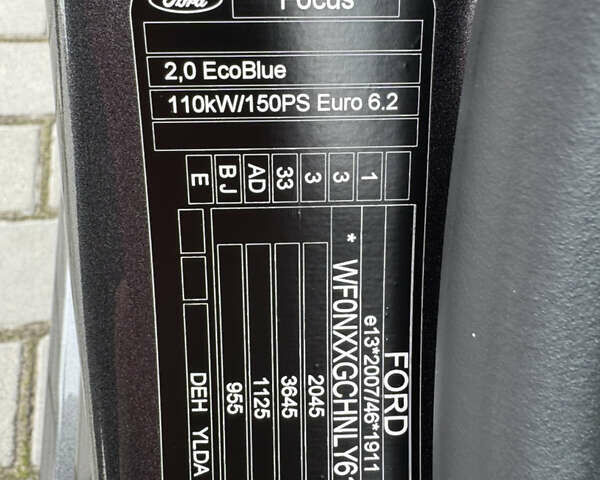 Ford
Focus
2,0 EcoBlue
110kW/150PS Euro 6.2
E
BJ
AD
33
3
3
1
FORD
e13*2007/46*1911
* WF0NXXGCHNLY6
2045
3645
1125
955
DEH YLDA